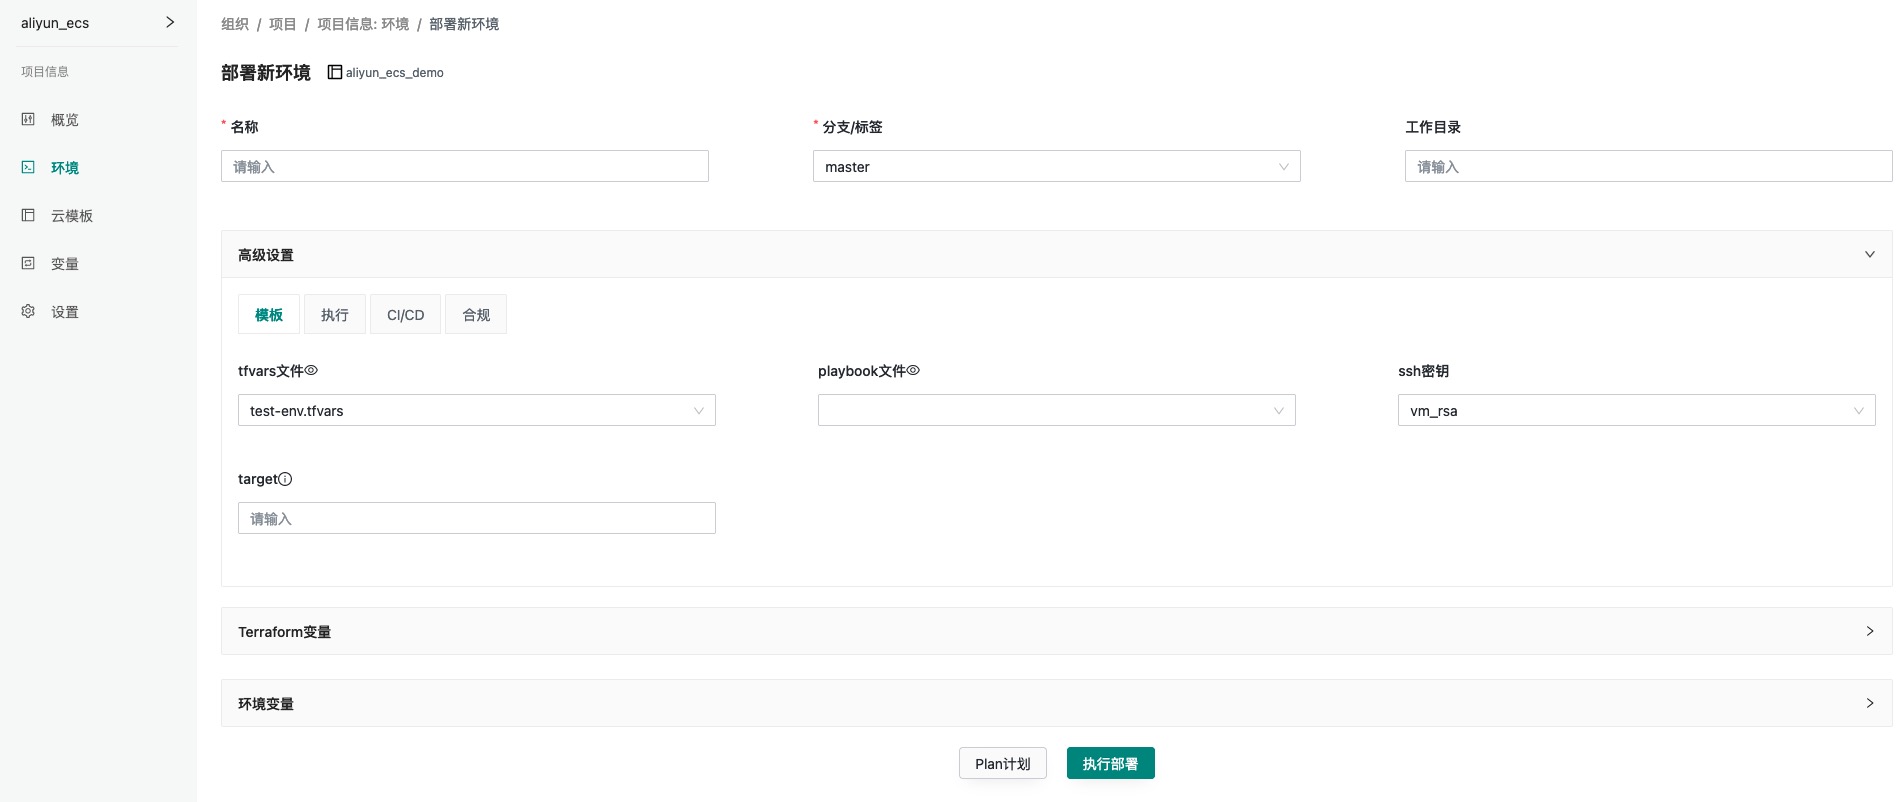 aliyun_ecs
项目信息
概览
环境
云模板
变量
设置
组织 / 项目 / 项目信息: 环境 / 部署新环境
部署新环境 aliyun_ecs_demo
* 名称 * 分支/标签 工作目录
请输入 master 请输入
高级设置
模板 执行 CI/CD 合规
tfvars文件 playbook文件 ssh密钥
test-env.tfvars vm_rsa
target
请输入
Terraform变量
环境变量
Plan计划 执行部署